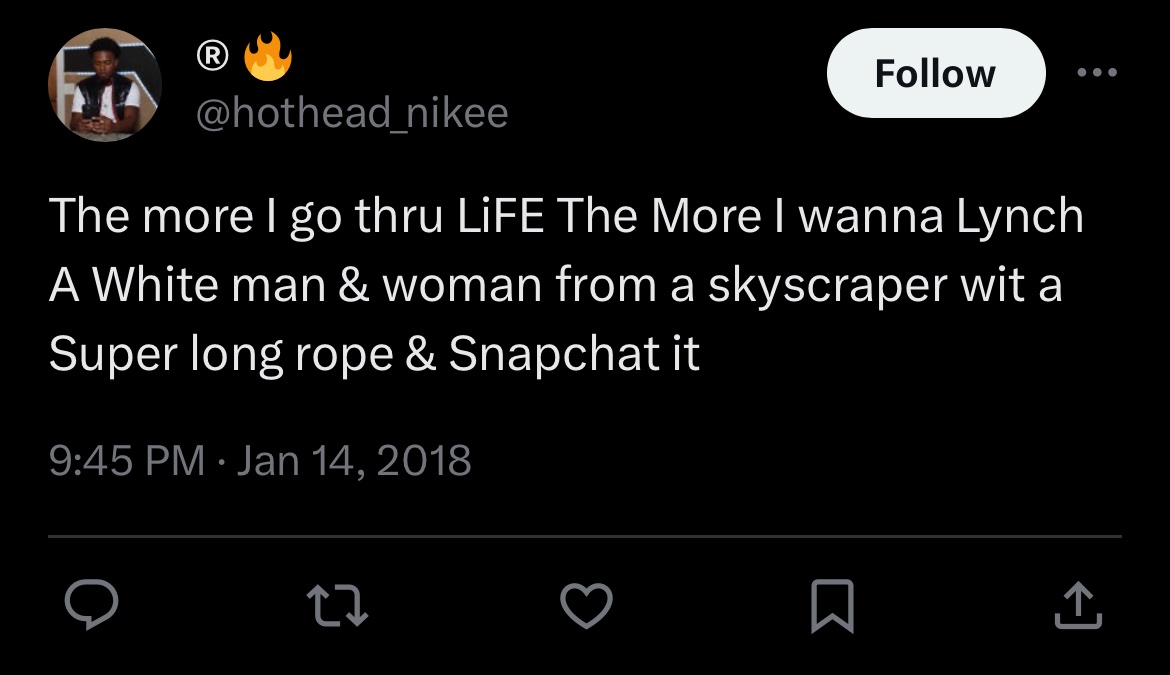 ® 🔥
@hothead_nikee
Follow
The more I go thru LiFE The More I wanna Lynch
A White man & woman from a skyscraper wit a
Super long rope & Snapchat it
9:45 PM · Jan 14, 2018